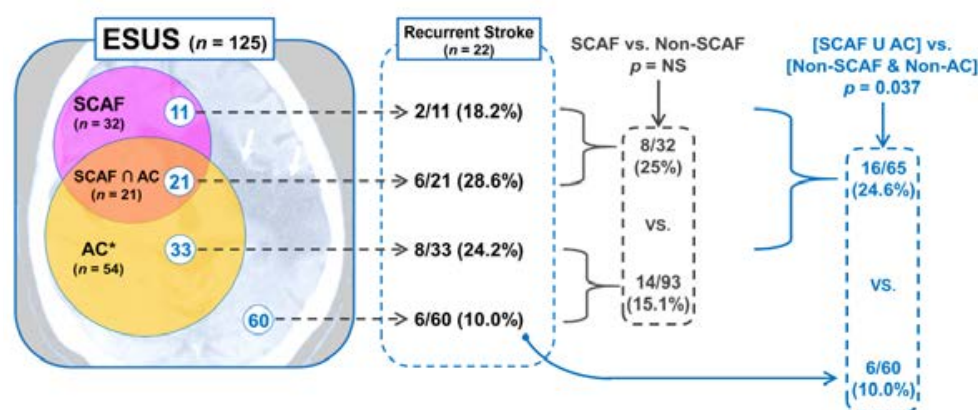 ESUS (n = 125)
SCAF
(n = 32)
11
SCAF ∩ AC
(n = 21)
21
AC*
(n = 54)
33
60
Recurrent Stroke
(n = 22)
2/11 (18.2%)
6/21 (28.6%)
8/33 (24.2%)
6/60 (10.0%)
SCAF vs. Non-SCAF
p = NS
8/32
(25%)
VS.
14/93
(15.1%)
[SCAF U AC] vs.
[Non-SCAF & Non-AC]
p = 0.037
16/65
(24.6%)
VS.
6/60
(10.0%)